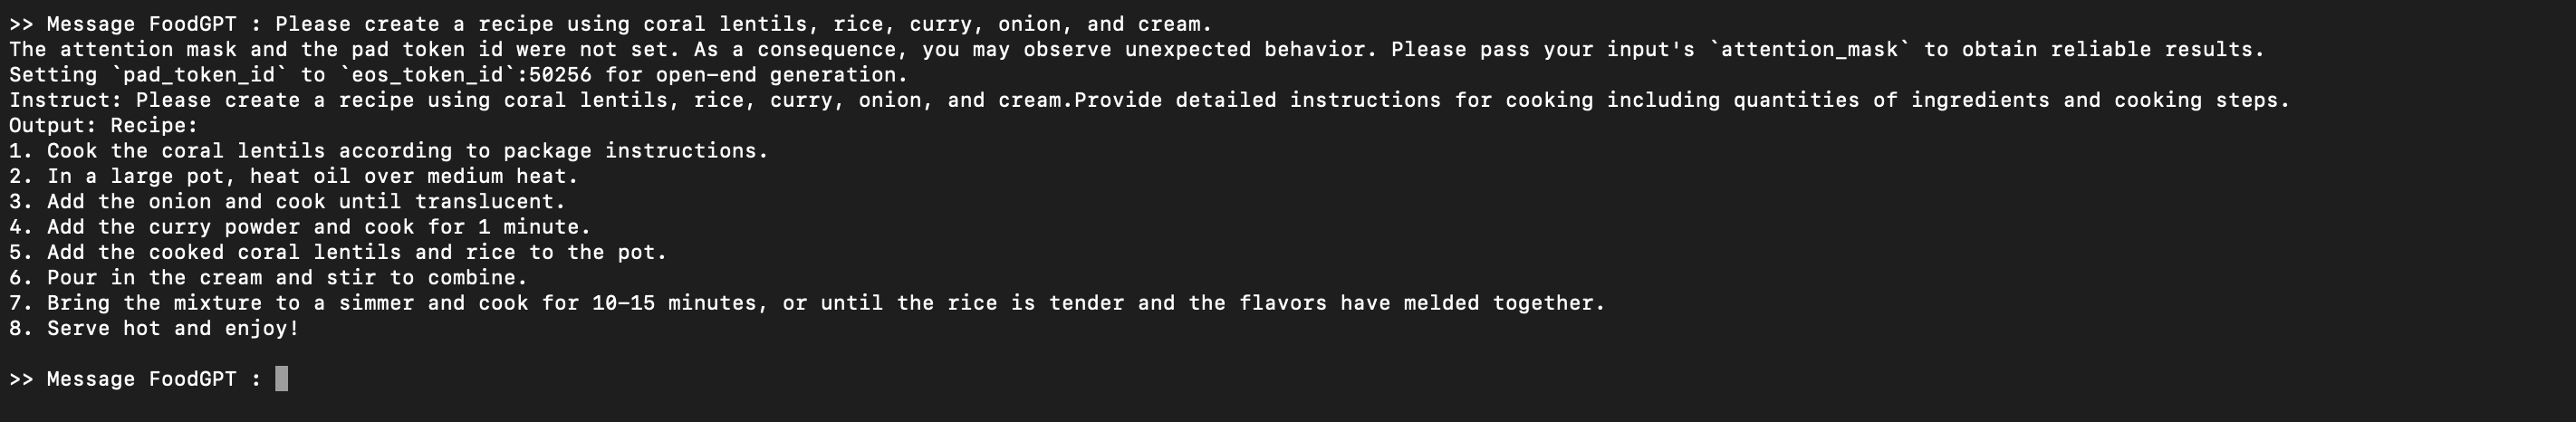 >> Message FoodGPT : Please create a recipe using coral lentils, rice, curry, onion, and cream.
The attention mask and the pad token id were not set. As a consequence, you may observe unexpected behavior. Please pass your input's `attention_mask` to obtain reliable results.
Setting `pad_token_id` to `eos_token_id`:50256 for open-end generation.
Instruct: Please create a recipe using coral lentils, rice, curry, onion, and cream.Provide detailed instructions for cooking including quantities of ingredients and cooking steps.
Output: Recipe:
1. Cook the coral lentils according to package instructions.
2. In a large pot, heat oil over medium heat.
3. Add the onion and cook until translucent.
4. Add the curry powder and cook for 1 minute.
5. Add the cooked coral lentils and rice to the pot.
6. Pour in the cream and stir to combine.
7. Bring the mixture to a simmer and cook for 10-15 minutes, or until the rice is tender and the flavors have melded together.
8. Serve hot and enjoy!
>> Message FoodGPT :